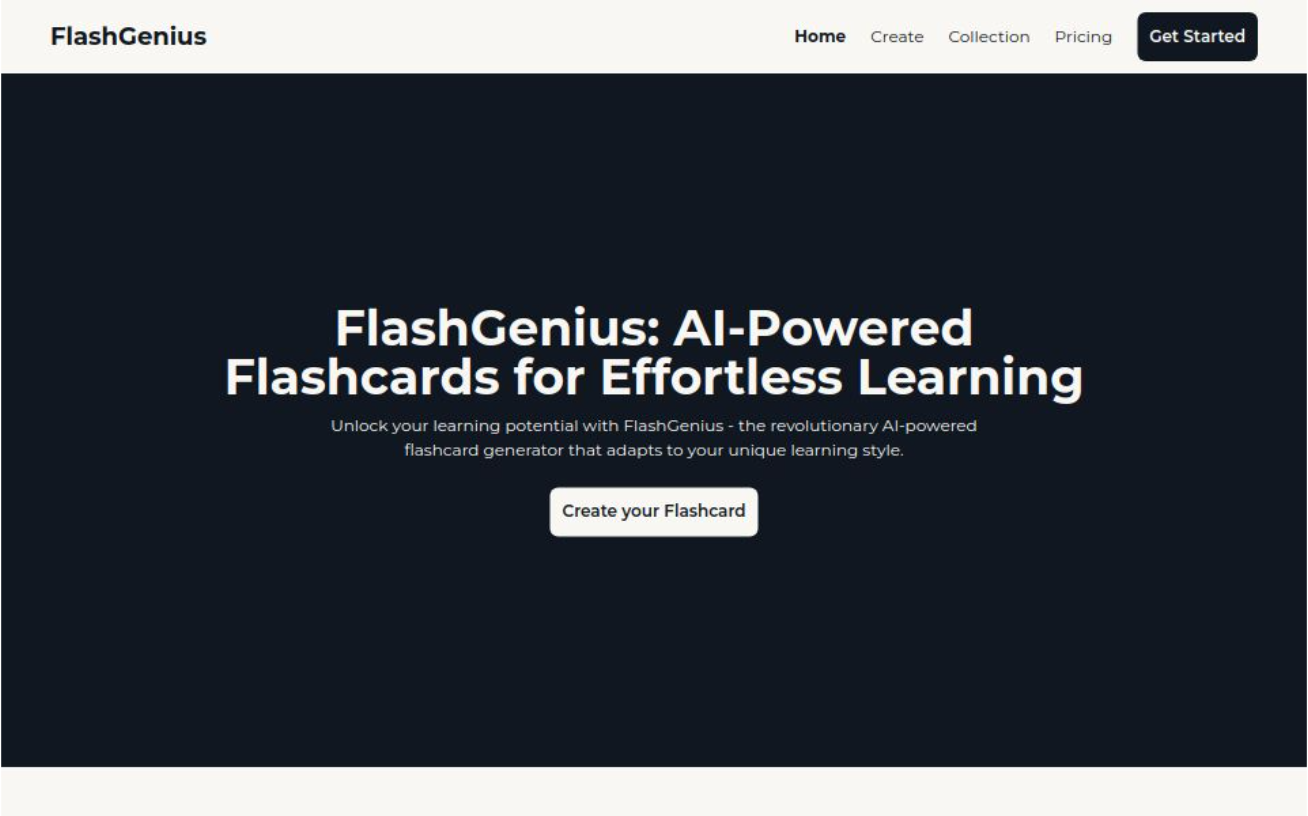 FlashGenius
Home Create Collection Pricing Get Started
FlashGenius: AI-Powered
Flashcards for Effortless Learning
Unlock your learning potential with FlashGenius - the revolutionary AI-powered
flashcard generator that adapts to your unique learning style.
Create your Flashcard